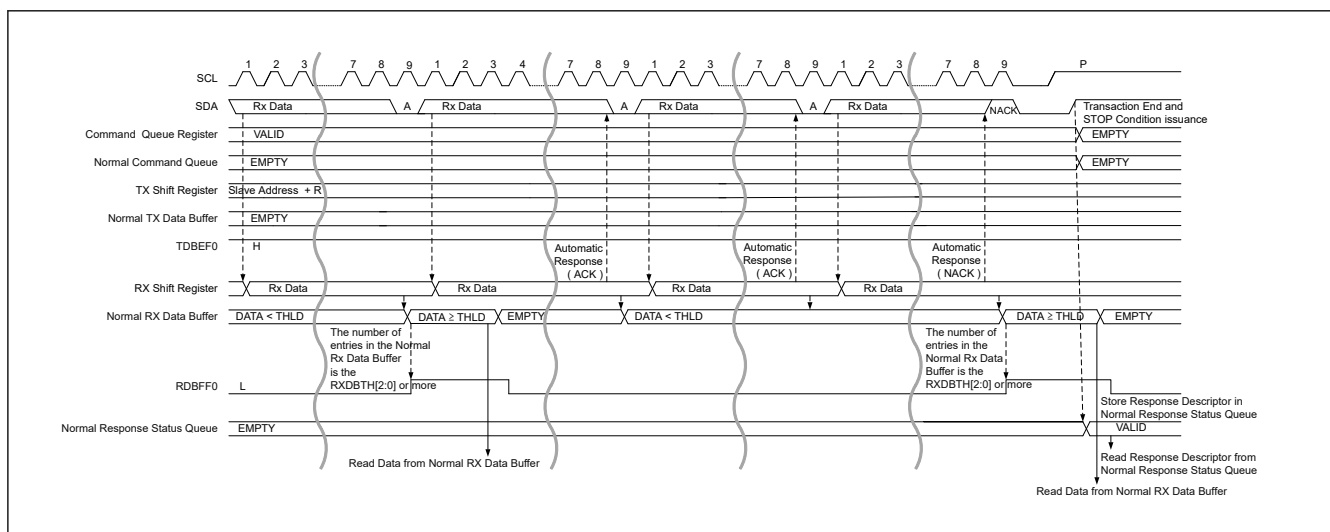 1 2 3 7 8 9 1 2 3 4 7 8 9 1 2 3 7 8 9 1 2 3 7 8 9 P
SCL
SDA Rx Data A Rx Data A Rx Data A Rx Data NACK Transaction End and
STOP Condition issuance
Command Queue Register VALID EMPTY
Normal Command Queue EMPTY EMPTY
TX Shift Register Slave Address + R
Normal TX Data Buffer EMPTY
TDBEF0 H
Automatic
Response
( ACK )
Automatic
Response
( ACK )
Automatic
Response
( NACK )
RX Shift Register Rx Data Rx Data Rx Data Rx Data
Normal RX Data Buffer DATA < THLD DATA ≥ THLD EMPTY DATA < THLD DATA ≥ THLD EMPTY
The number of
entries in the Normal
Rx Data Buffer
is the
RXDBTH[2:0] or more
The number of
entries in the
Normal Rx Data
Buffer is the
RXDBTH[2:0] or more
RDBFF0 L
Store Response Descriptor in
Normal Response Status Queue
Normal Response Status Queue EMPTY VALID
Read Data from Normal RX Data Buffer
Read Response Descriptor from
Normal Response Status Queue
Read Data from Normal RX Data Buffer